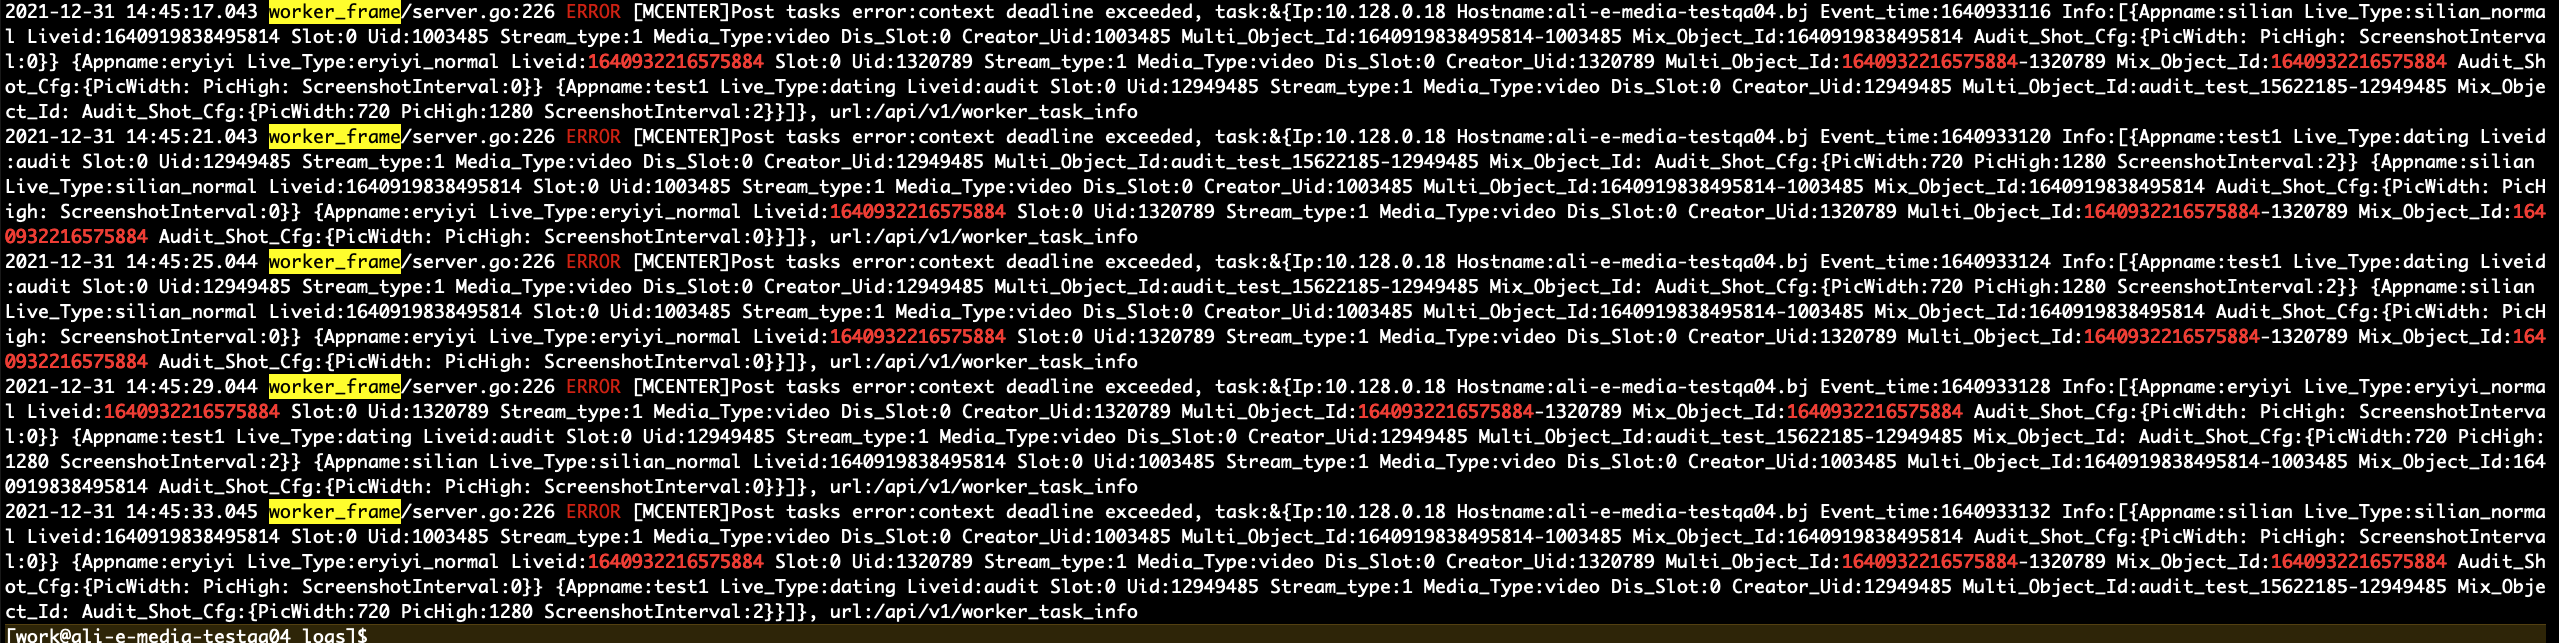 2021-12-31 14:45:17.043 worker_frame/server.go:226 ERROR [MCENTER]Post tasks error:context deadline exceeded, task:&{Ip:10.128.0.18 Hostname:ali-e-media-testqa04.bj Event_time:1640933116 Info:[{Appname:silian Live_Type:silian_norma
l Liveid:1640919838495814 Slot:0 Uid:1003485 Stream_type:1 Media_Type:video Dis_Slot:0 Creator_Uid:1003485 Multi_Object_Id:1640919838495814-1003485 Mix_Object_Id:1640919838495814 Audit_Shot_Cfg:{PicWidth: PicHigh: ScreenshotInterva
l:0}} {Appname:eryiyi Live_Type:eryiyi_normal Liveid:1640932216575884 Slot:0 Uid:1320789 Stream_type:1 Media_Type:video Dis_Slot:0 Creator_Uid:1320789 Multi_Object_Id:1640932216575884-1320789 Mix_Object_Id:1640932216575884 Audit_Sh
ot_Cfg:{PicWidth: PicHigh: ScreenshotInterval:0}} {Appname:test1 Live_Type:dating Liveid:audit Slot:0 Uid:12949485 Stream_type:1 Media_Type:video Dis_Slot:0 Creator_Uid:12949485 Multi_Object_Id:audit_test_15622185-12949485 Mix_Obje
ct_Id: Audit_Shot_Cfg:{PicWidth:720 PicHigh:1280 ScreenshotInterval:2}}]}, url:/api/v1/worker_task_info
2021-12-31 14:45:21.043 worker_frame/server.go:226 ERROR [MCENTER]Post tasks error:context deadline exceeded, task:&{Ip:10.128.0.18 Hostname:ali-e-media-testqa04.bj Event_time:1640933120 Info:[{Appname:test1 Live_Type:dating Liveid
:audit Slot:0 Uid:12949485 Stream_type:1 Media_Type:video Dis_Slot:0 Creator_Uid:12949485 Multi_Object_Id:audit_test_15622185-12949485 Mix_Object_Id: Audit_Shot_Cfg:{PicWidth:720 PicHigh:1280 ScreenshotInterval:2}} {Appname:silian
Live_Type:silian_normal Liveid:1640919838495814 Slot:0 Uid:1003485 Stream_type:1 Media_Type:video Dis_Slot:0 Creator_Uid:1003485 Multi_Object_Id:1640919838495814-1003485 Mix_Object_Id:1640919838495814 Audit_Shot_Cfg:{PicWidth: PicH
igh: ScreenshotInterval:0}} {Appname:eryiyi Live_Type:eryiyi_normal Liveid:1640932216575884 Slot:0 Uid:1320789 Stream_type:1 Media_Type:video Dis_Slot:0 Creator_Uid:1320789 Multi_Object_Id:1640932216575884-1320789 Mix_Object_Id:164
0932216575884 Audit_Shot_Cfg:{PicWidth: PicHigh: ScreenshotInterval:0}}]}, url:/api/v1/worker_task_info
2021-12-31 14:45:25.044 worker_frame/server.go:226 ERROR [MCENTER]Post tasks error:context deadline exceeded, task:&{Ip:10.128.0.18 Hostname:ali-e-media-testqa04.bj Event_time:1640933124 Info:[{Appname:test1 Live_Type:dating Liveid
:audit Slot:0 Uid:12949485 Stream_type:1 Media_Type:video Dis_Slot:0 Creator_Uid:12949485 Multi_Object_Id:audit_test_15622185-12949485 Mix_Object_Id: Audit_Shot_Cfg:{PicWidth:720 PicHigh:1280 ScreenshotInterval:2}} {Appname:silian
Live_Type:silian_normal Liveid:1640919838495814 Slot:0 Uid:1003485 Stream_type:1 Media_Type:video Dis_Slot:0 Creator_Uid:1003485 Multi_Object_Id:1640919838495814-1003485 Mix_Object_Id:1640919838495814 Audit_Shot_Cfg:{PicWidth: PicH
igh: ScreenshotInterval:0}} {Appname:eryiyi Live_Type:eryiyi_normal Liveid:1640932216575884 Slot:0 Uid:1320789 Stream_type:1 Media_Type:video Dis_Slot:0 Creator_Uid:1320789 Multi_Object_Id:1640932216575884-1320789 Mix_Object_Id:164
0932216575884 Audit_Shot_Cfg:{PicWidth: PicHigh: ScreenshotInterval:0}}]}, url:/api/v1/worker_task_info
2021-12-31 14:45:29.044 worker_frame/server.go:226 ERROR [MCENTER]Post tasks error:context deadline exceeded, task:&{Ip:10.128.0.18 Hostname:ali-e-media-testqa04.bj Event_time:1640933128 Info:[{Appname:eryiyi Live_Type:eryiyi_norma
l Liveid:1640932216575884 Slot:0 Uid:1320789 Stream_type:1 Media_Type:video Dis_Slot:0 Creator_Uid:1320789 Multi_Object_Id:1640932216575884-1320789 Mix_Object_Id:1640932216575884 Audit_Shot_Cfg:{PicWidth: PicHigh: ScreenshotInterva
l:0}} {Appname:test1 Live_Type:dating Liveid:audit Slot:0 Uid:12949485 Stream_type:1 Media_Type:video Dis_Slot:0 Creator_Uid:12949485 Multi_Object_Id:audit_test_15622185-12949485 Mix_Object_Id: Audit_Shot_Cfg:{PicWidth:720 PicHigh:
1280 ScreenshotInterval:2}} {Appname:silian Live_Type:silian_normal Liveid:1640919838495814 Slot:0 Uid:1003485 Stream_type:1 Media_Type:video Dis_Slot:0 Creator_Uid:1003485 Multi_Object_Id:1640919838495814-1003485 Mix_Object_Id:164
0919838495814 Audit_Shot_Cfg:{PicWidth: PicHigh: ScreenshotInterval:0}}]}, url:/api/v1/worker_task_info
2021-12-31 14:45:33.045 worker_frame/server.go:226 ERROR [MCENTER]Post tasks error:context deadline exceeded, task:&{Ip:10.128.0.18 Hostname:ali-e-media-testqa04.bj Event_time:1640933132 Info:[{Appname:silian Live_Type:silian_norma
l Liveid:1640919838495814 Slot:0 Uid:1003485 Stream_type:1 Media_Type:video Dis_Slot:0 Creator_Uid:1003485 Multi_Object_Id:1640919838495814-1003485 Mix_Object_Id:1640919838495814 Audit_Shot_Cfg:{PicWidth: PicHigh: ScreenshotInterva
l:0}} {Appname:eryiyi Live_Type:eryiyi_normal Liveid:1640932216575884 Slot:0 Uid:1320789 Stream_type:1 Media_Type:video Dis_Slot:0 Creator_Uid:1320789 Multi_Object_Id:1640932216575884-1320789 Mix_Object_Id:1640932216575884 Audit_Sh
ot_Cfg:{PicWidth: PicHigh: ScreenshotInterval:0}} {Appname:test1 Live_Type:dating Liveid:audit Slot:0 Uid:12949485 Stream_type:1 Media_Type:video Dis_Slot:0 Creator_Uid:12949485 Multi_Object_Id:audit_test_15622185-12949485 Mix_Obje
ct_Id: Audit_Shot_Cfg:{PicWidth:720 PicHigh:1280 ScreenshotInterval:2}}]}, url:/api/v1/worker_task_info
[work@ali-e-media-testqa04 logs]$